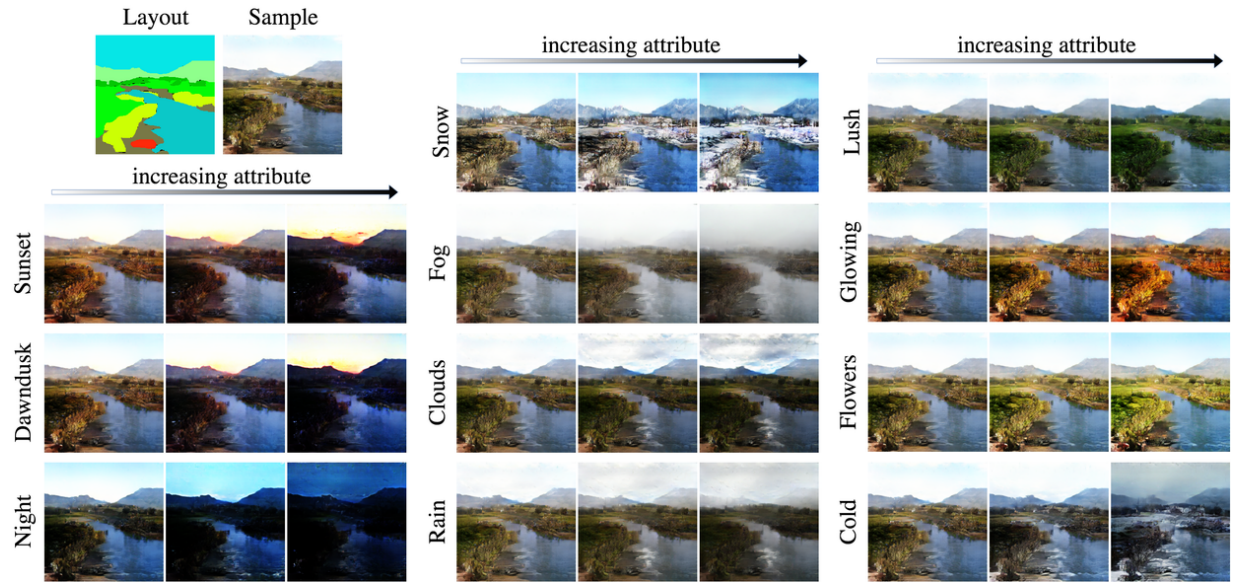 Layout
Sample
increasing attribute
Sunset
Dawndusk
Night
increasing attribute
Snow
Fog
Clouds
Rain
increasing attribute
Lush
Glowing
Flowers
Cold